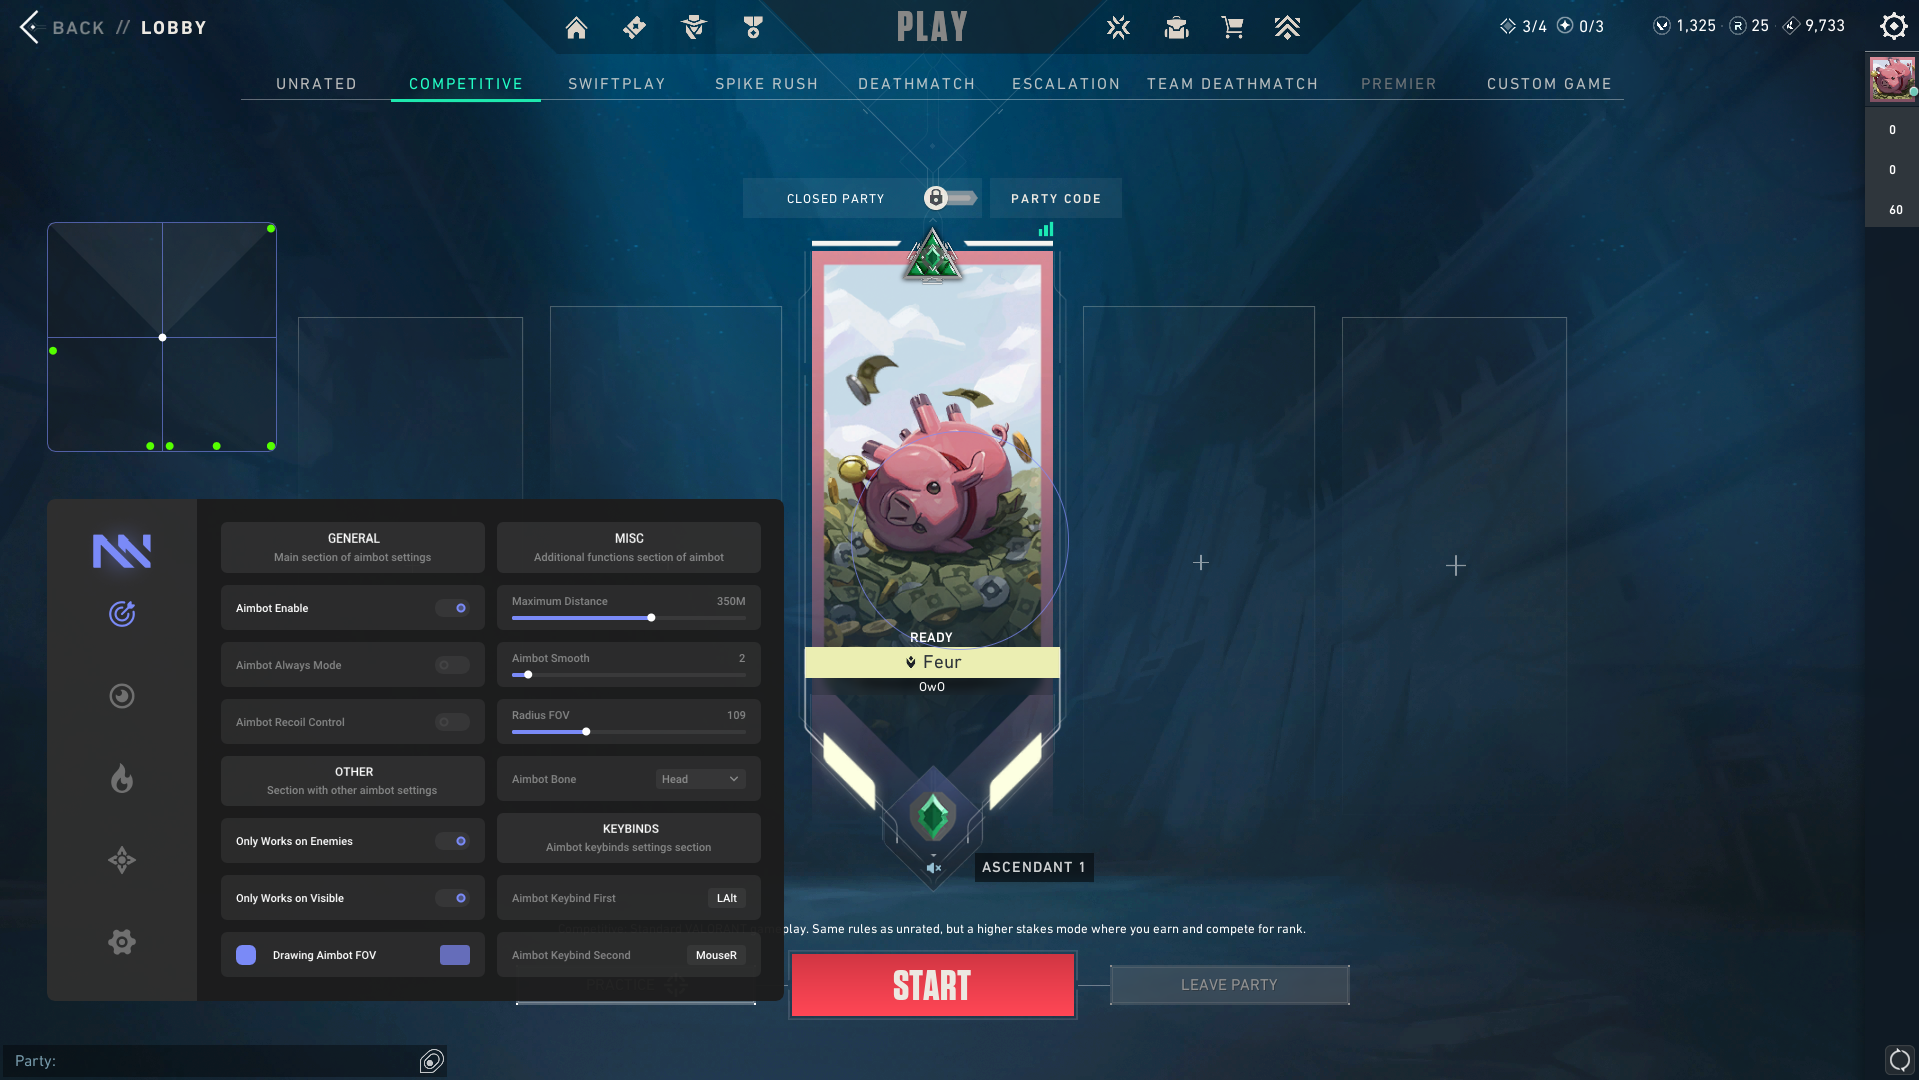 BACK // LOBBY
PLAY
3/4 0/3 1,325 25 9,733
UNRATED COMPETITIVE SWIFTPLAY SPIKE RUSH DEATHMATCH ESCALATION TEAM DEATHMATCH PREMIER CUSTOM GAME
0
0
60
CLOSED PARTY
PARTY CODE
READY
Feur
OwO
ASCENDANT 1
GENERAL
Main section of aimbot settings
Aimbot Enable
Aimbot Always Mode
Aimbot Recoil Control
OTHER
Section with other aimbot settings
Only Works on Enemies
Only Works on Visible
Drawing Aimbot FOV
MISC
Additional functions section of aimbot
Maximum Distance 350M
Aimbot Smooth 2
Radius FOV 109
Aimbot Bone Head
KEYBINDS
Aimbot keybinds settings section
Aimbot Keybind First LAlt
Aimbot Keybind Second MouseR
play. Same rules as unrated, but a higher stakes mode where you earn and compete for rank.
PRACTICE
START
LEAVE PARTY
Party: